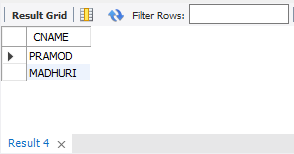 Result Grid Filter Rows:
CNAME
PRAMOD
MADHURI
Result 4 ×